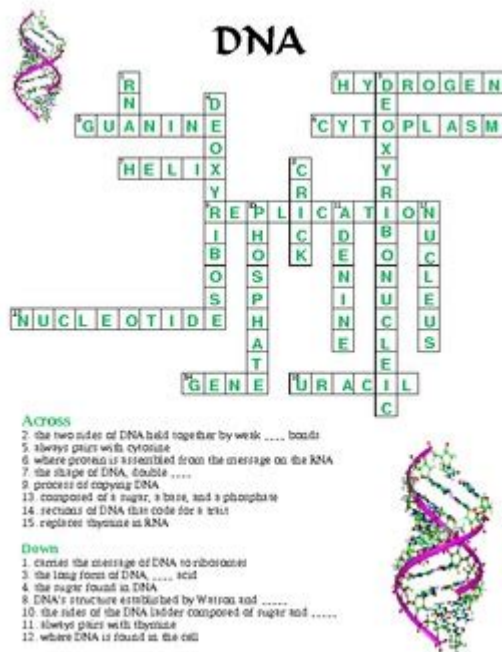 DNA
HYDROGEN
RNA
DEOXYRIBOSE
DEOXYRIBONUCLEIC
GUANINE
CYTOPLASM
HELIX
CRICK
REPLICATION
PHOSPHATE
ADENINE
NUCLEUS
NUCLEOTIDE
GENE
URACIL
Across
2. the two sides of DNA held together by weak ____ bonds
5. always pairs with cytosine
6. where protein is assembled from the message on the RNA
7. the shape of DNA, double ____
9. process of copying DNA
13. composed of a sugar, a base, and a phosphate
14. sections of DNA that code for a trait
15. replaces thymine in RNA
Down
1. carries the message of DNA to ribosomes
3. the long form of DNA, ____ acid
4. the sugar found in DNA
8. DNA's structure established by Watson and _____
10. the sides of the DNA ladder composed of sugar and _____
11. always pairs with thymine
12. where DNA is found in the cell